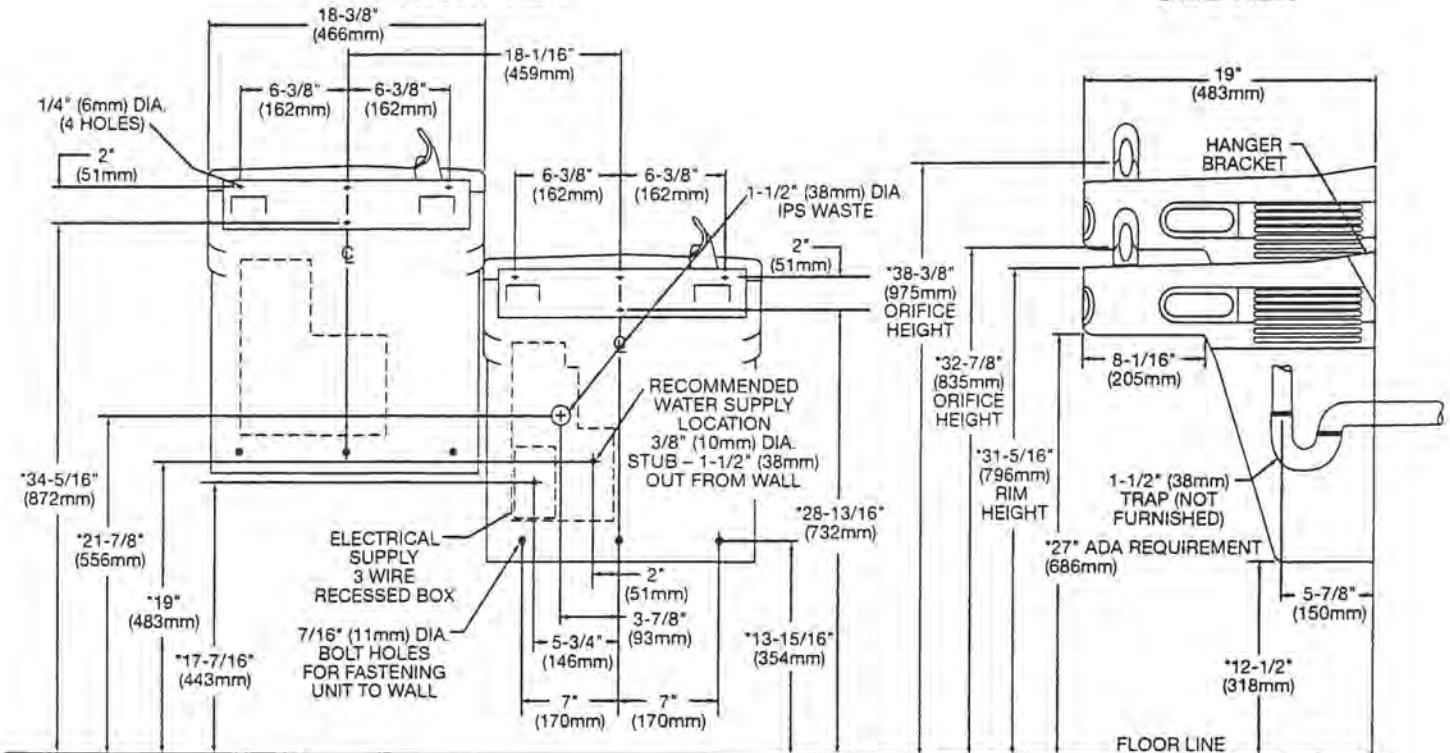 18-3/8"
(466mm)
18-1/16"
(459mm)
6-3/8"
(162mm)
6-3/8"
(162mm)
1/4" (6mm) DIA.
(4 HOLES)
2"
(51mm)
6-3/8"
(162mm)
6-3/8"
(162mm)
1-1/2" (38mm) DIA.
IPS WASTE
2"
(51mm)
RECOMMENDED
WATER SUPPLY
LOCATION
3/8" (10mm) DIA.
STUB – 1-1/2" (38mm)
OUT FROM WALL
*34-5/16"
(872mm)
*21-7/8"
(556mm)
*19"
(483mm)
*17-7/16"
(443mm)
ELECTRICAL
SUPPLY
3 WIRE
RECESSED BOX
7/16" (11mm) DIA.
BOLT HOLES
FOR FASTENING
UNIT TO WALL
2"
(51mm)
3-7/8"
(93mm)
5-3/4"
(146mm)
7"
(170mm)
7"
(170mm)
*28-13/16"
(732mm)
*13-15/16"
(354mm)
19"
(483mm)
HANGER
BRACKET
*38-3/8"
(975mm)
ORIFICE
HEIGHT
*32-7/8"
(835mm)
ORIFICE
HEIGHT
*31-5/16"
(796mm)
RIM
HEIGHT
8-1/16"
(205mm)
1-1/2" (38mm)
TRAP (NOT
FURNISHED)
*27" ADA REQUIREMENT
(686mm)
5-7/8"
(150mm)
*12-1/2"
(318mm)
FLOOR LINE